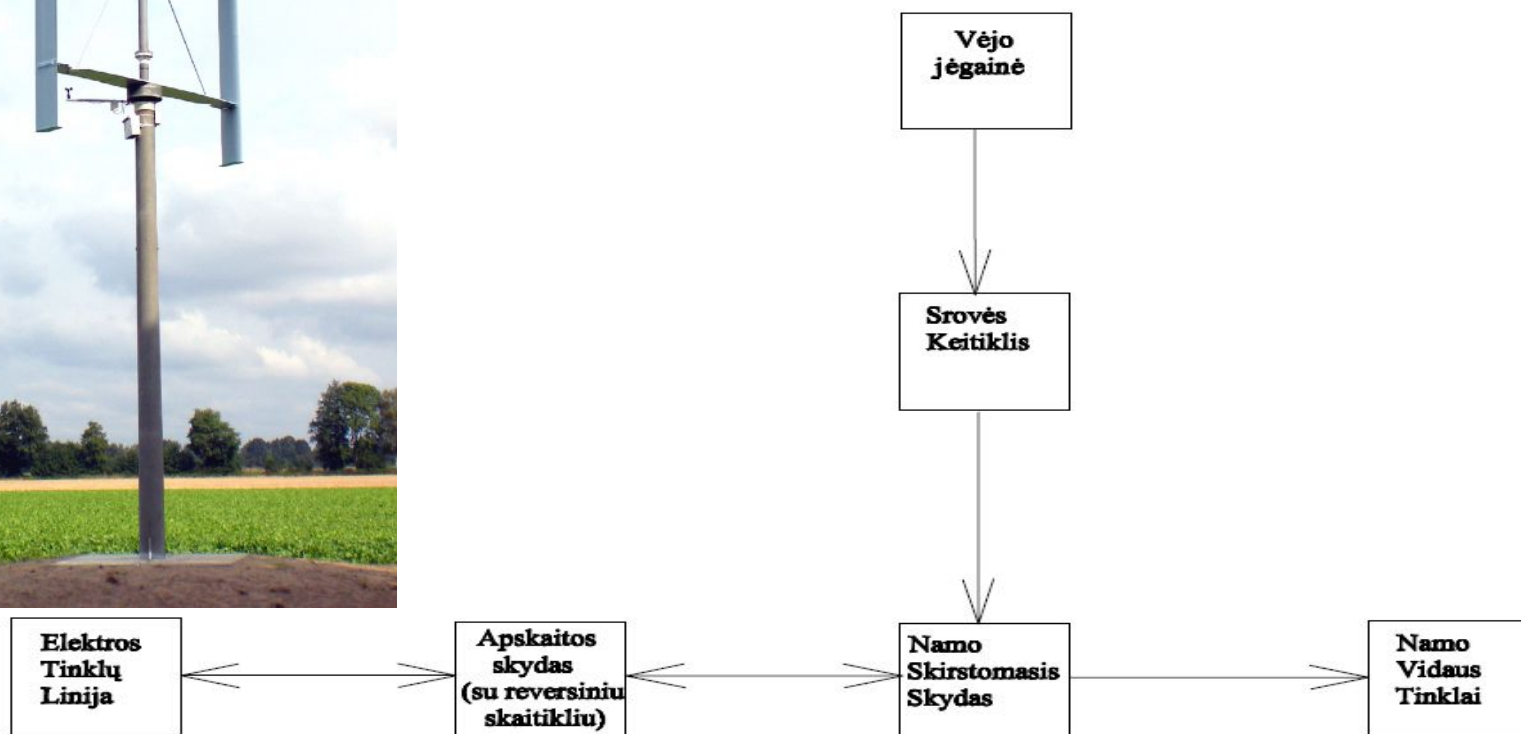 Vėjo
jėgainė
Srovės
Keitiklis
Elektros
Tinklų
Linija
Apskaitos
skydas
(su reversiniu
skaitikliu)
Namo
Skirstomasis
Skydas
Namo
Vidaus
Tinklai